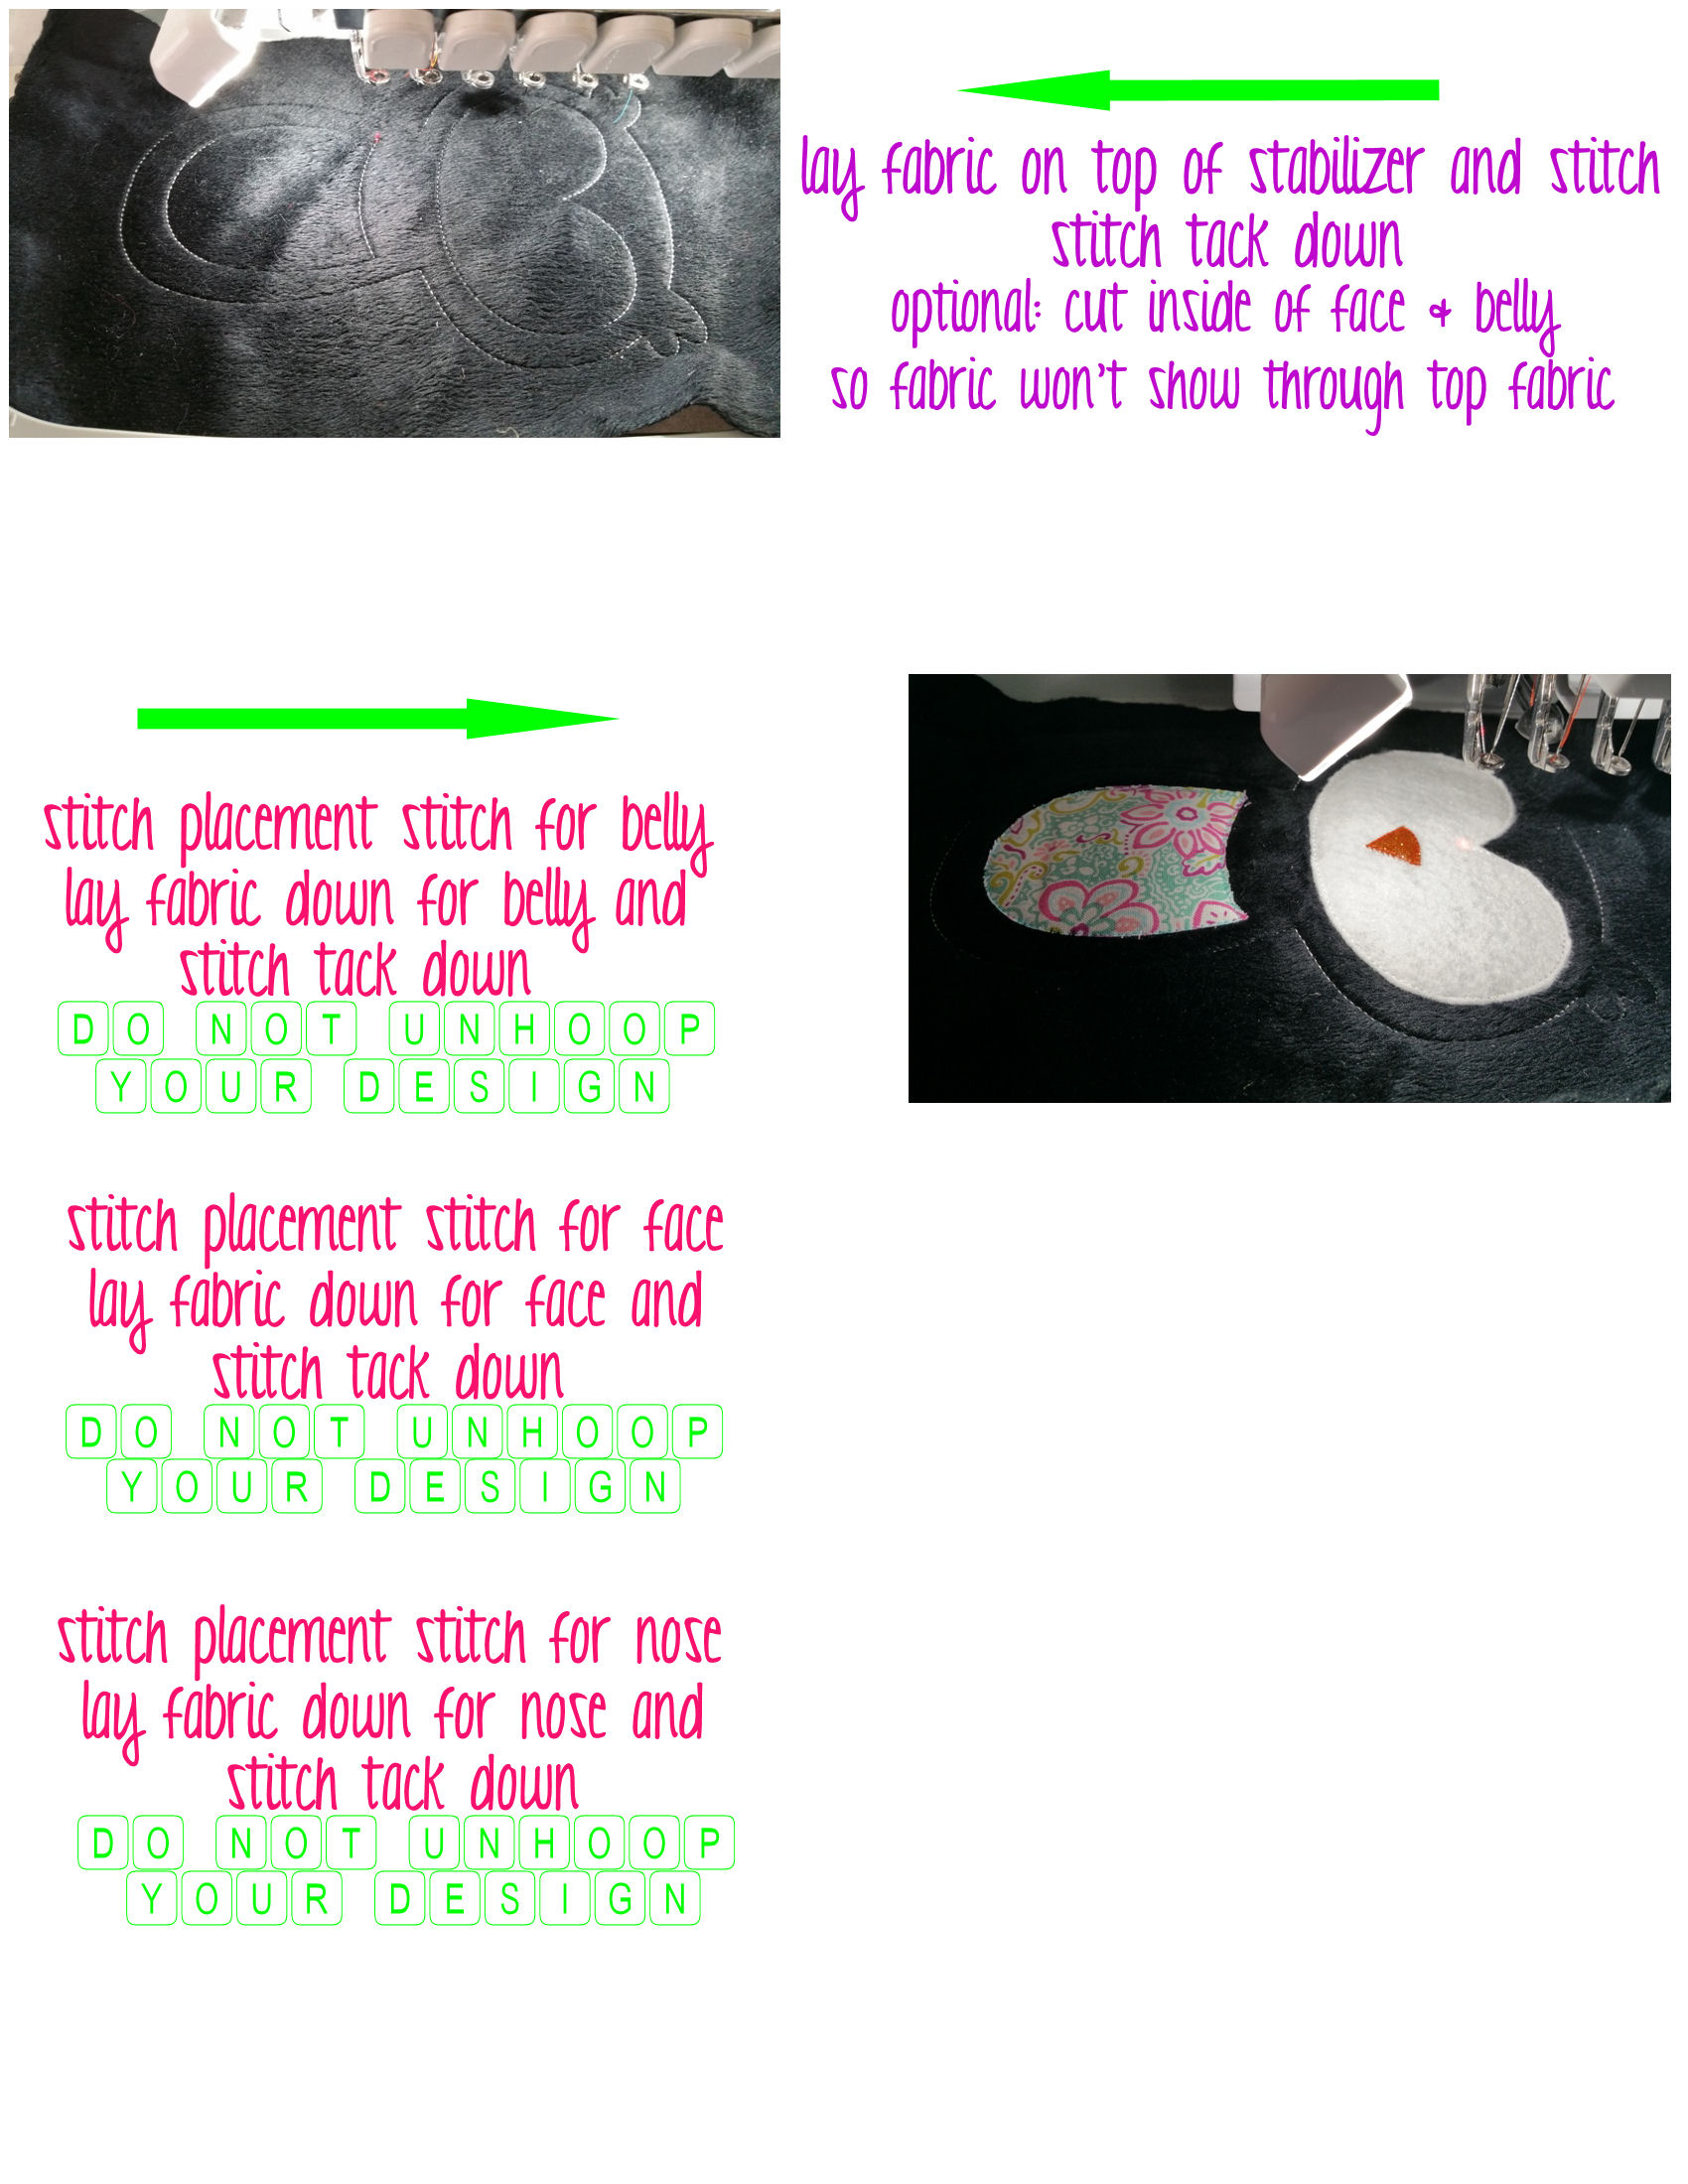 lay fabric on top of stabilizer and stitch
stitch tack down
optional: cut inside of face & belly
so fabric won't show through top fabric
stitch placement stitch for belly
lay fabric down for belly and
stitch tack down
DO NOT UNHOOP
YOUR DESIGN
stitch placement stitch for face
lay fabric down for face and
stitch tack down
DO NOT UNHOOP
YOUR DESIGN
stitch placement stitch for nose
lay fabric down for nose and
stitch tack down
DO NOT UNHOOP
YOUR DESIGN